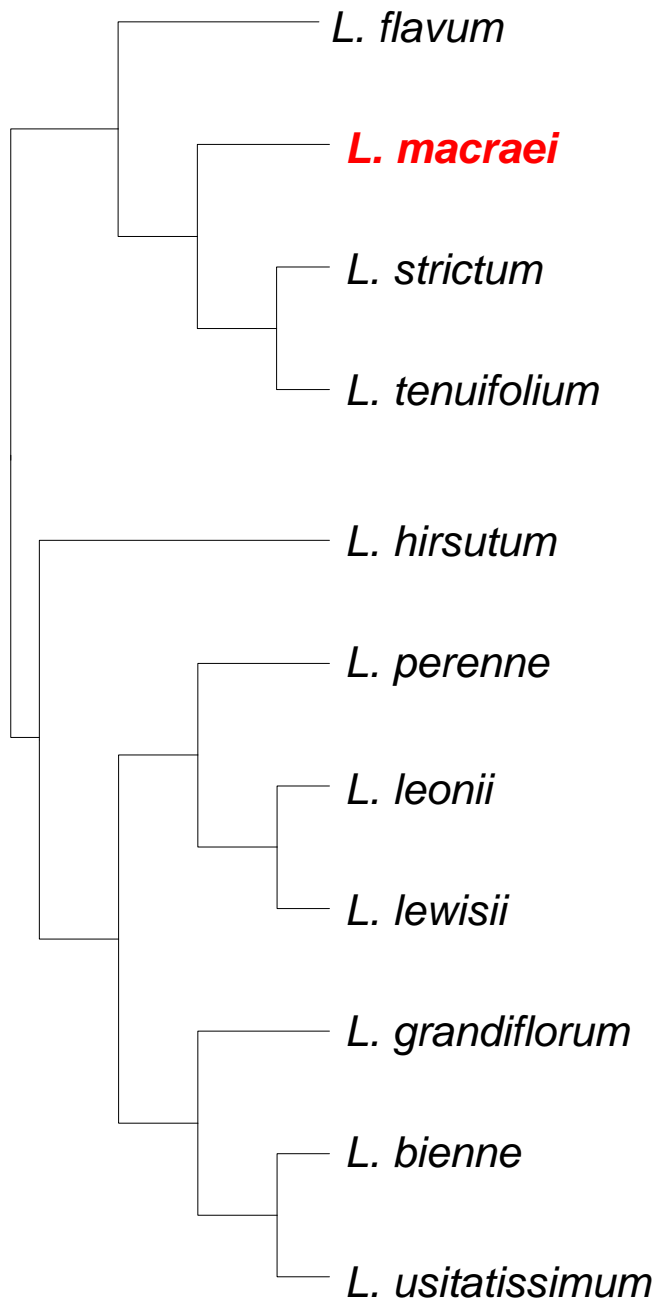 L. flavum
L. macraei
L. strictum
L. tenuifolium
L. hirsutum
L. perenne
L. leonii
L. lewisii
L. grandiflorum
L. bienne
L. usitatissimum